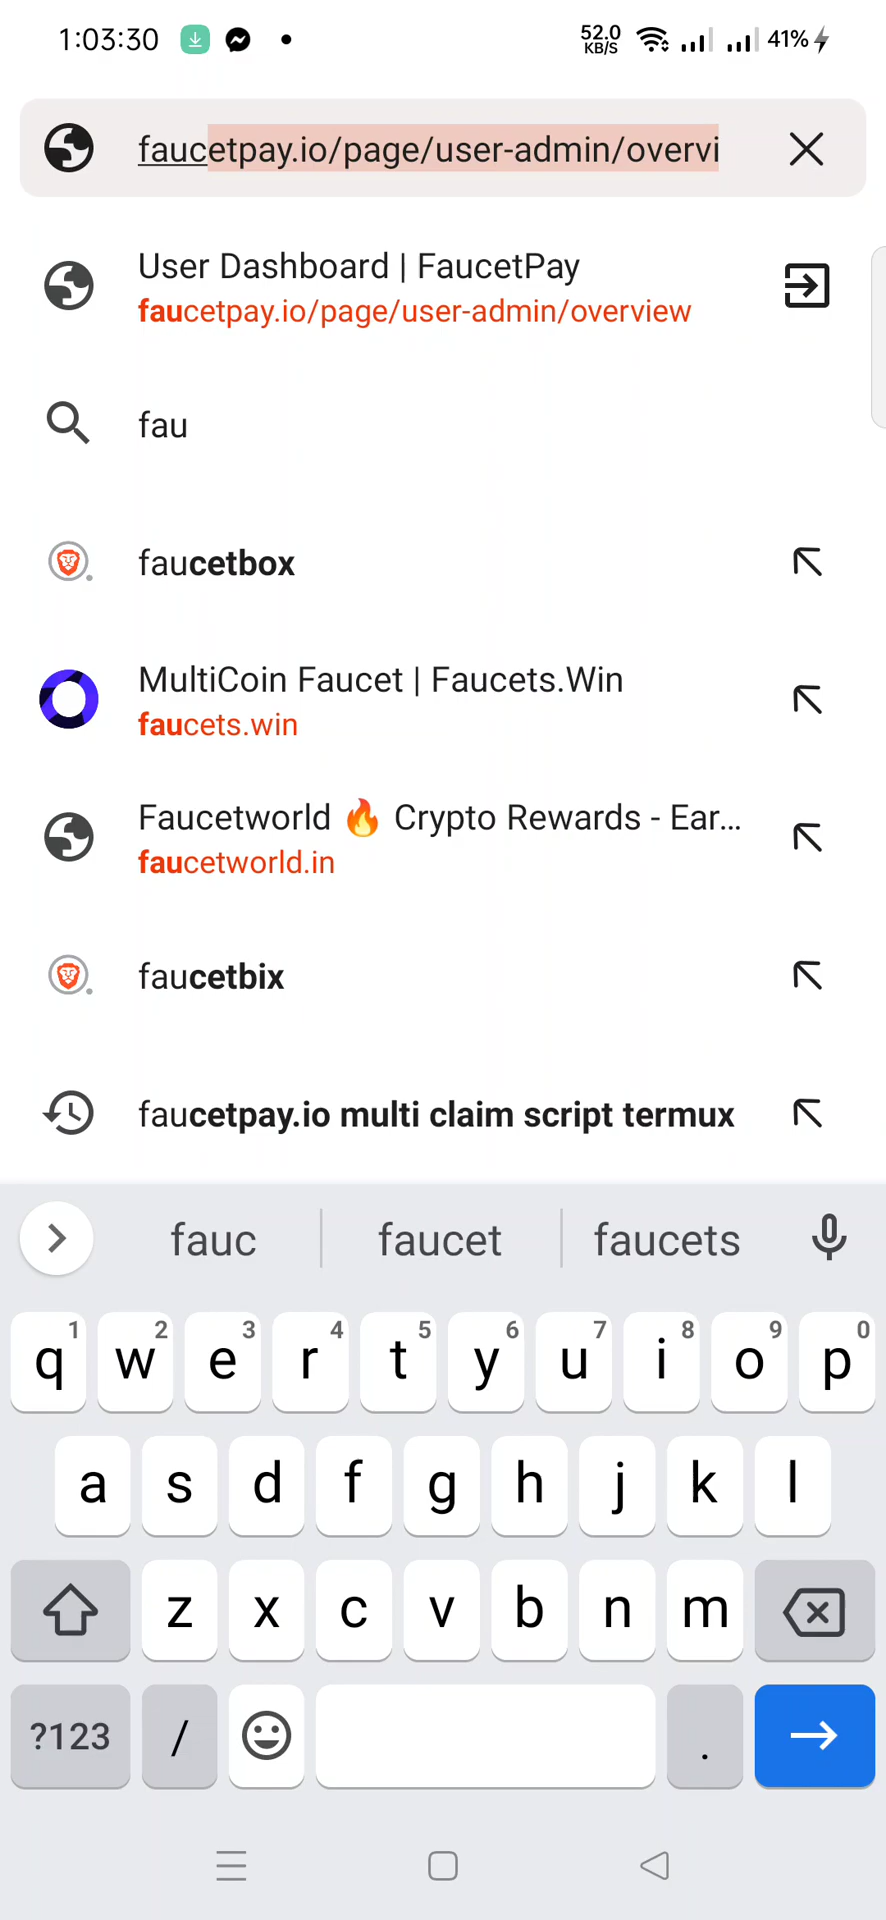 1:03:30
52.0 KB/S
41%
faucetpay.io/page/user-admin/overvi
User Dashboard | FaucetPay
faucetpay.io/page/user-admin/overview
fau
faucetbox
MultiCoin Faucet | Faucets.Win
faucets.win
Faucetworld 🔥 Crypto Rewards - Ear...
faucetworld.in
faucetbix
faucetpay.io multi claim script termux
fauc faucet faucets
q 1 w 2 e 3 r 4 t 5 y 6 u 7 i 8 o 9 p 0
a s d f g h j k l
z x c v b n m
?123 / .